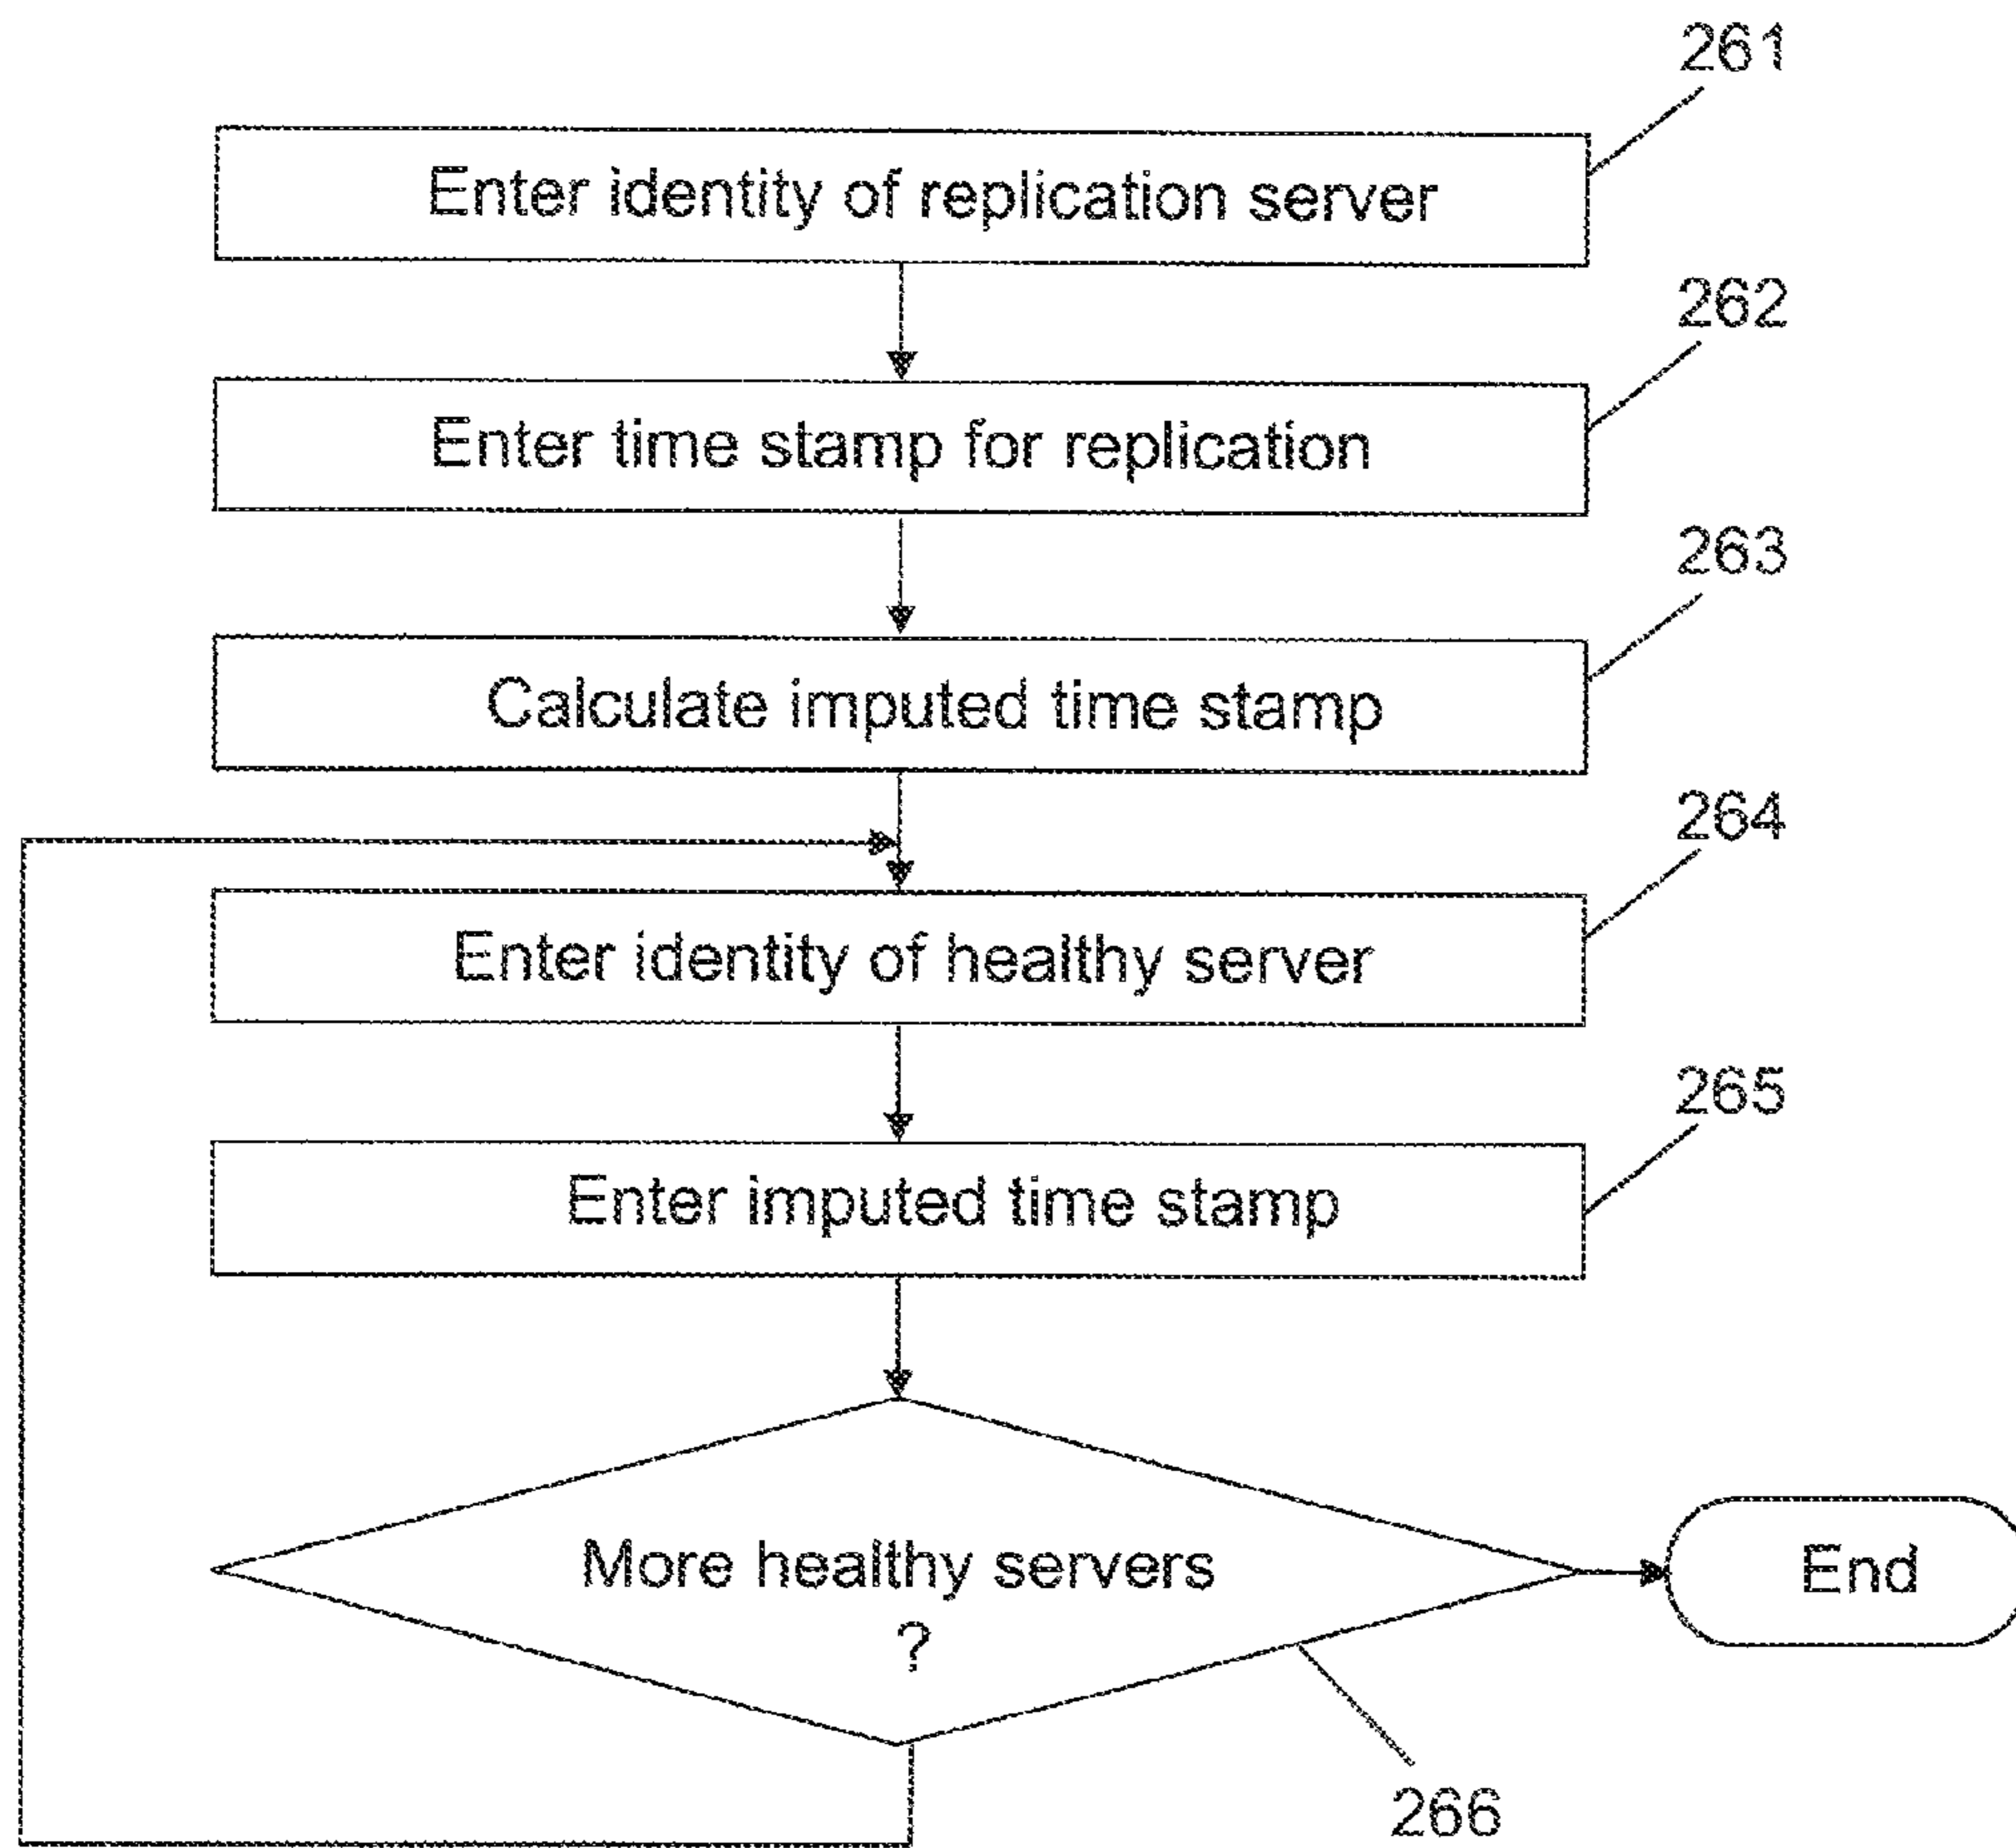 261
Enter identity of replication server
262
Enter time stamp for replication
263
Calculate imputed time stamp
264
Enter identity of healthy server
265
Enter imputed time stamp
More healthy servers
?
End
266